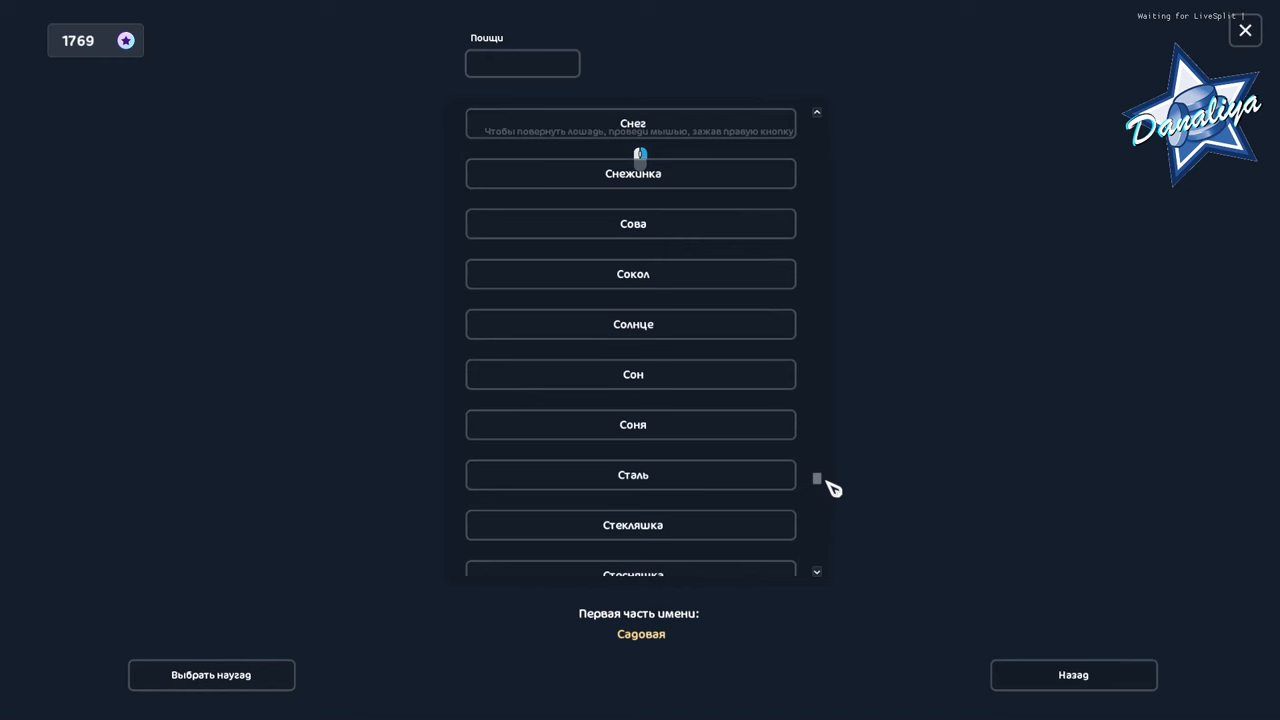 Waiting for LiveSplit |
1769
Поищи
Danaliya
Снег
Чтобы повернуть лошадь, проведи мышью, зажав правую кнопку
Снежинка
Сова
Сокол
Солнце
Сон
Соня
Сталь
Стекляшка
Стесняшка
Первая часть имени:
Садовая
Выбрать наугад
Назад